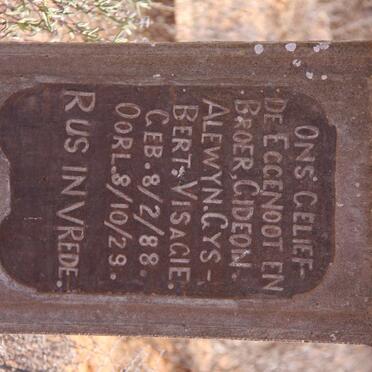 ONS GELIEF-
DE EGGENOOT EN
BROER, GIDEON.
ALEWYN. GYS-
BERT. VISAGIE.
GEB. 8/2/88.
OORL. 8/10/29.
RUS IN VREDE.